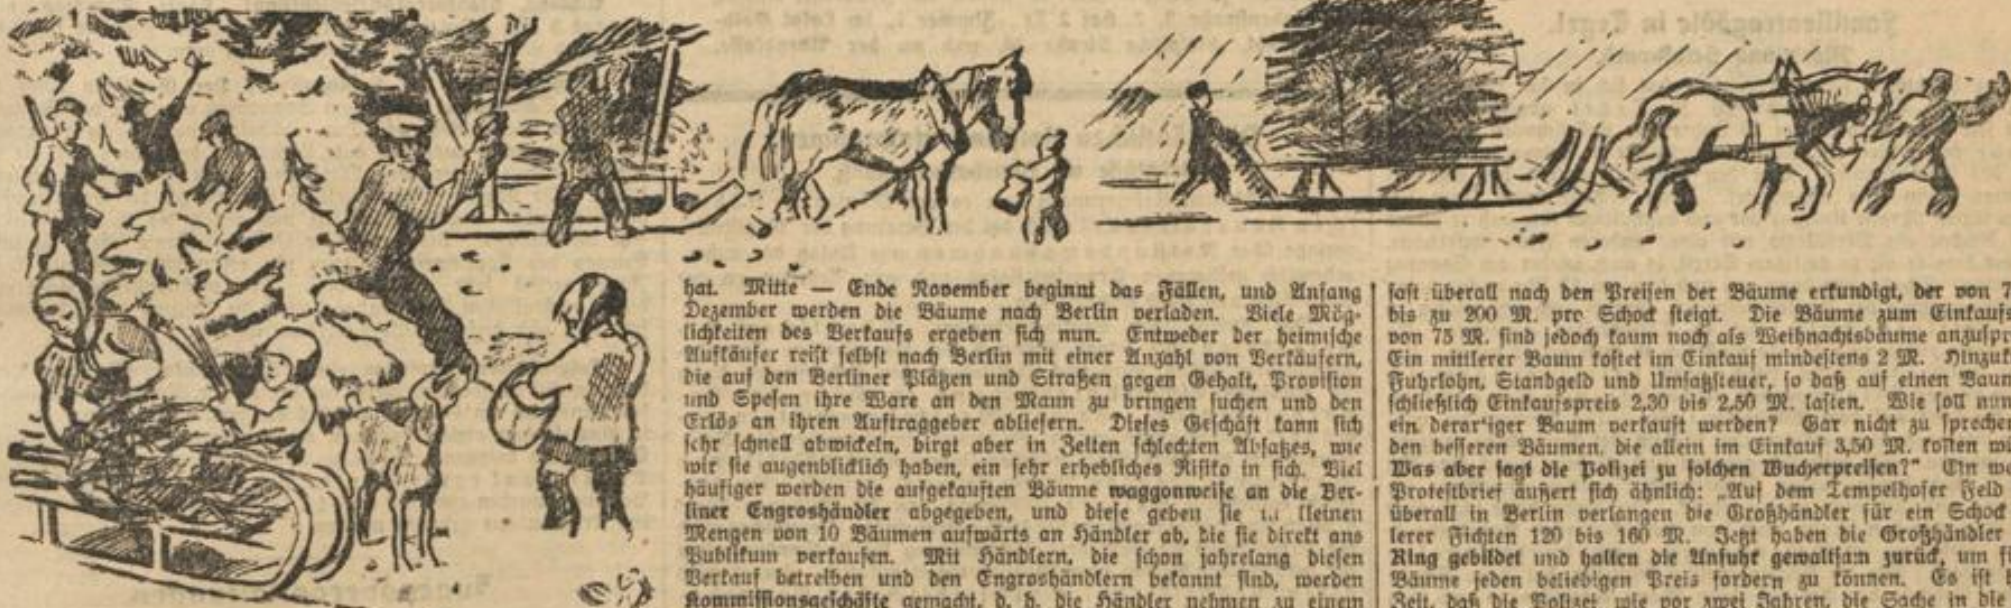 hat. Mitte — Ende November beginnt das Fällen, und Anfang
Dezember werden die Bäume nach Berlin verladen. Viele Mög-
lichkeiten des Verkaufs ergeben sich nun. Entweder der heimische
Aufkäufer reist selbst nach Berlin mit einer Anzahl von Verkäufern,
die auf den Berliner Plätzen und Straßen gegen Gehalt, Provision
und Spesen ihre Ware an den Mann zu bringen suchen und den
Erlös an ihren Auftraggeber abliefern. Dieses Geschäft kann sich
sehr schnell abwickeln, birgt aber in Zeiten schlechten Absatzes, wie
wir sie augenblicklich haben, ein sehr erhebliches Risiko in sich. Viel
häufiger werden die aufgekauften Bäume waggonweise an die Ber-
liner Engroshändler abgegeben, und diese geben sie in kleinen
Mengen von 10 Bäumen aufwärts an Händler ab, die sie direkt ans
Publikum verkaufen. Mit Händlern, die schon jahrelang diesen
Verkauf betreiben und den Engroshändlern bekannt sind, werden
Kommissionsgeschäfte gemacht, d. h. die Händler nehmen zu einem
fast überall nach den Preisen der Bäume erkundigt, der von
bis zu 200 M. pro Schock steigt. Die Bäume zum Einkauf
von 75 M. sind jedoch kaum noch als Weihnachtsbäume
Ein mittlerer Baum kostet im Einkauf mindestens 2 M.
Fuhrlohn, Standgeld und Umsatzsteuer, so daß auf einen Baum
schließlich Einkaufspreis 2,30 bis 2,50 M. lasten. Wie soll nun
ein derartiger Baum verkauft werden? Gar nicht zu sprechen
den besseren Bäumen, die allein im Einkauf 3,50 M. kosten
Was aber sagt die Polizei zu solchen Wucherpreisen?" Ein
Protestbrief äußert sich ähnlich: „Auf dem Tempelhofer Feld
überall in Berlin verlangen die Großhändler für ein Schock
lerer Fichten 120 bis 160 M. Jetzt haben die Großhändler
Ring gebildet und halten die Anfuhr gewaltsam zurück, um
Bäume jeden beliebigen Preis fordern zu können. Es ist
Zeit, daß die Polizei, wie vor zwei Jahren, die Sache in die